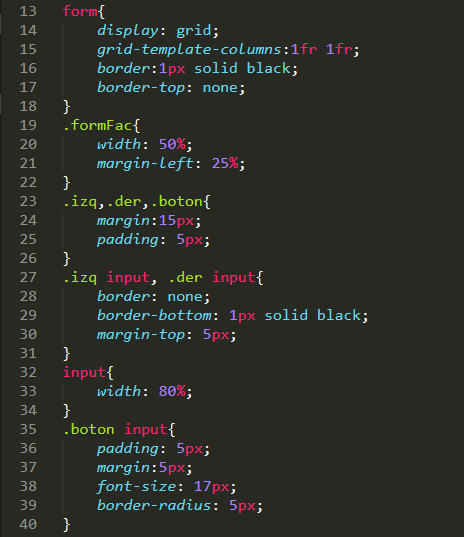 13 form{
14 display: grid;
15 grid-template-columns:1fr 1fr;
16 border:1px solid black;
17 border-top: none;
18 }
19 .formFac{
20 width: 50%;
21 margin-left: 25%;
22 }
23 .izq,.der,.boton{
24 margin:15px;
25 padding: 5px;
26 }
27 .izq input, .der input{
28 border: none;
29 border-bottom: 1px solid black;
30 margin-top: 5px;
31 }
32 input{
33 width: 80%;
34 }
35 .boton input{
36 padding: 5px;
37 margin:5px;
38 font-size: 17px;
39 border-radius: 5px;
40 }